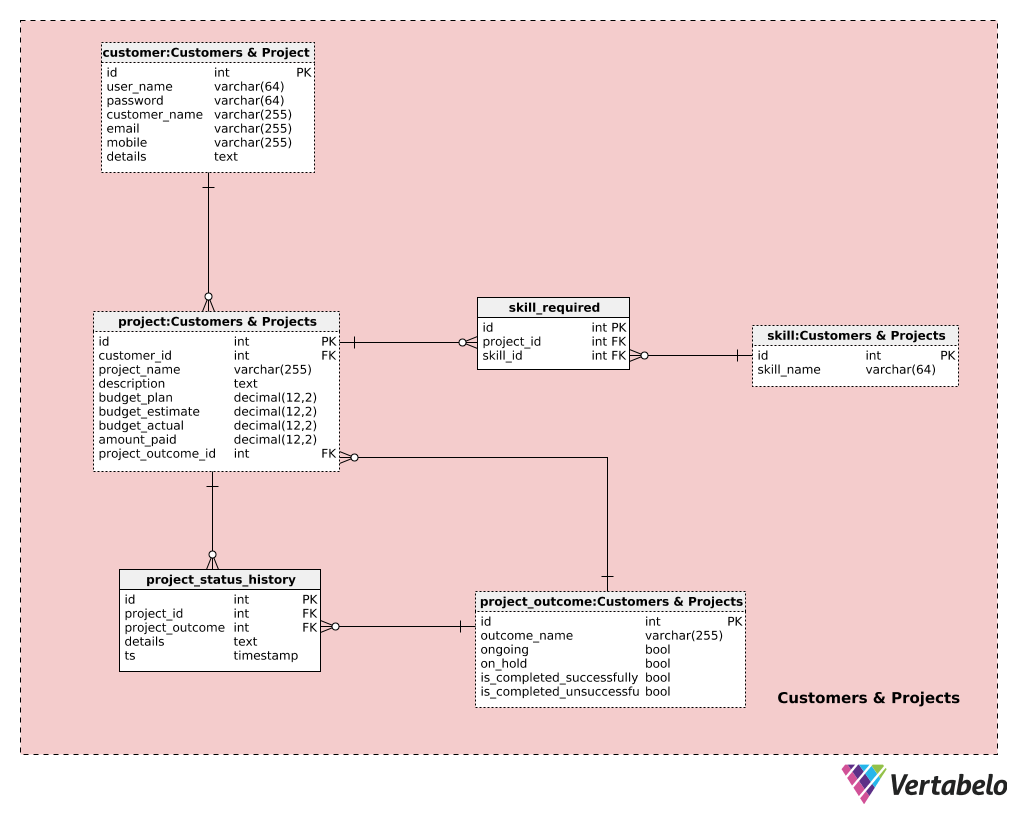 customer:Customers & Project
id int PK
user_name varchar(64)
password varchar(64)
customer_name varchar(255)
email varchar(255)
mobile varchar(255)
details text
project:Customers & Projects
id int PK
customer_id int FK
project_name varchar(255)
description text
budget_plan decimal(12,2)
budget_estimate decimal(12,2)
budget_actual decimal(12,2)
amount_paid decimal(12,2)
project_outcome_id int FK
skill_required
id int PK
project_id int FK
skill_id int FK
skill:Customers & Projects
id int PK
skill_name varchar(64)
project_status_history
id int PK
project_id int FK
project_outcome int FK
details text
ts timestamp
project_outcome:Customers & Projects
id int PK
outcome_name varchar(255)
ongoing bool
on_hold bool
is_completed_successfully bool
is_completed_unsuccessfu bool
Customers & Projects
Vertabelo